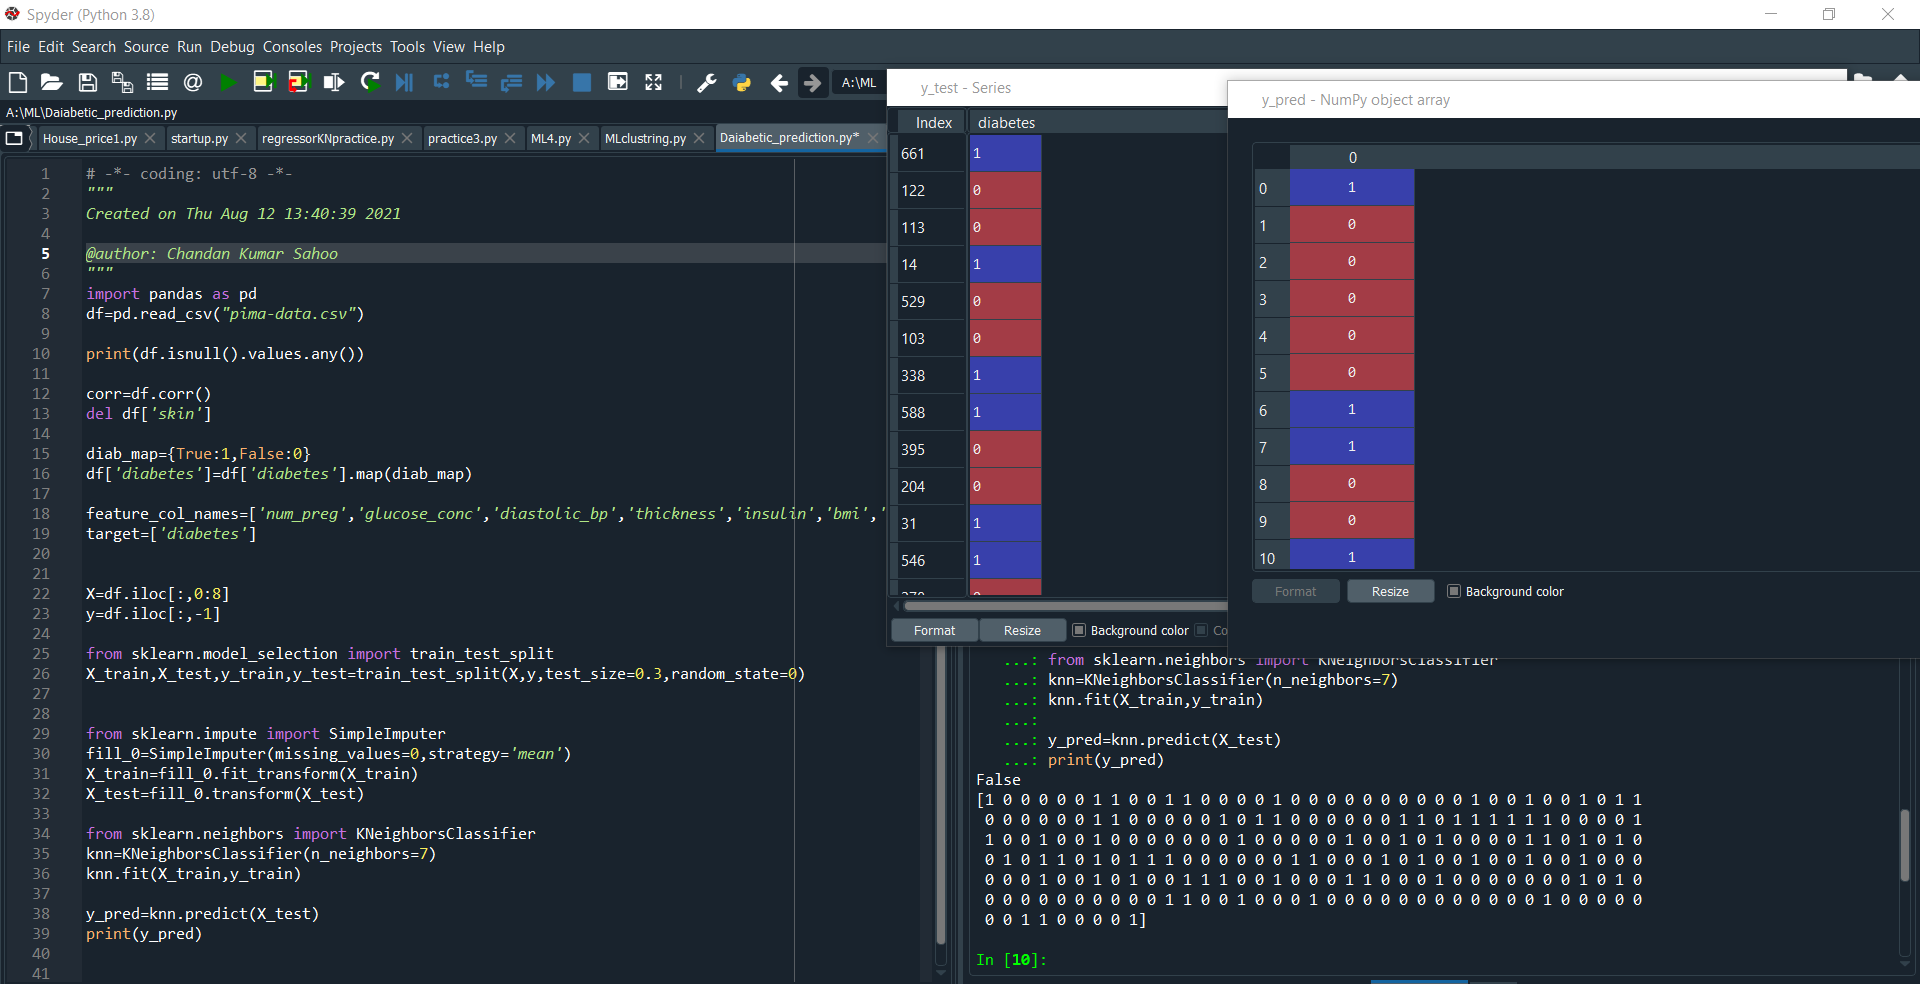 Spyder (Python 3.8)
File Edit Search Source Run Debug Consoles Projects Tools View Help
A:\ML
A:\ML\Daiabetic_prediction.py
House_price1.py startup.py regressorKNpractice.py practice3.py ML4.py MLclustring.py Daiabetic_prediction.py*
1 # -*- coding: utf-8 -*-
2 """
3 Created on Thu Aug 12 13:40:39 2021
4
5 @author: Chandan Kumar Sahoo
6 """
7 import pandas as pd
8 df=pd.read_csv("pima-data.csv")
9
10 print(df.isnull().values.any())
11
12 corr=df.corr()
13 del df['skin']
14
15 diab_map={True:1,False:0}
16 df['diabetes']=df['diabetes'].map(diab_map)
17
18 feature_col_names=['num_preg','glucose_conc','diastolic_bp','thickness','insulin','bmi','
19 target=['diabetes']
20
21
22 X=df.iloc[:,0:8]
23 y=df.iloc[:,-1]
24
25 from sklearn.model_selection import train_test_split
26 X_train,X_test,y_train,y_test=train_test_split(X,y,test_size=0.3,random_state=0)
27
28
29 from sklearn.impute import SimpleImputer
30 fill_0=SimpleImputer(missing_values=0,strategy='mean')
31 X_train=fill_0.fit_transform(X_train)
32 X_test=fill_0.transform(X_test)
33
34 from sklearn.neighbors import KNeighborsClassifier
35 knn=KNeighborsClassifier(n_neighbors=7)
36 knn.fit(X_train,y_train)
37
38 y_pred=knn.predict(X_test)
39 print(y_pred)
40
41
y_test - Series
Index diabetes
661 1
122 0
113 0
14 1
529 0
103 0
338 1
588 1
395 0
204 0
31 1
546 1
Format Resize Background color Co
y_pred - NumPy object array
0
0 1
1 0
2 0
3 0
4 0
5 0
6 1
7 1
8 0
9 0
10 1
Format Resize Background color
...: from sklearn.neighbors import KNeighborsClassifier
...: knn=KNeighborsClassifier(n_neighbors=7)
...: knn.fit(X_train,y_train)
...:
...: y_pred=knn.predict(X_test)
...: print(y_pred)
False
[1 0 0 0 0 0 1 1 0 0 1 1 0 0 0 0 1 0 0 0 0 0 0 0 0 0 0 1 0 0 1 0 0 1 0 1 1
0 0 0 0 0 0 1 1 0 0 0 0 0 1 0 1 1 0 0 0 0 0 0 1 1 0 1 1 1 1 1 1 0 0 0 0 1
1 0 0 1 0 0 1 0 0 0 0 0 0 0 1 0 0 0 0 0 1 0 0 1 0 1 0 0 0 0 1 1 0 1 0 1 0
0 1 0 1 1 0 1 0 1 1 1 0 0 0 0 0 0 1 1 0 0 0 1 0 1 0 0 1 0 0 1 0 0 1 0 0 0
0 0 0 1 0 0 1 0 1 0 0 1 1 1 0 0 1 0 0 0 1 1 0 0 0 1 0 0 0 0 0 0 0 1 0 1 0
0 0 0 0 0 0 0 0 0 0 1 1 0 0 1 0 0 0 1 0 0 0 0 0 0 0 0 0 0 0 0 1 0 0 0 0 0
0 0 1 1 0 0 0 0 1]
In [10]: